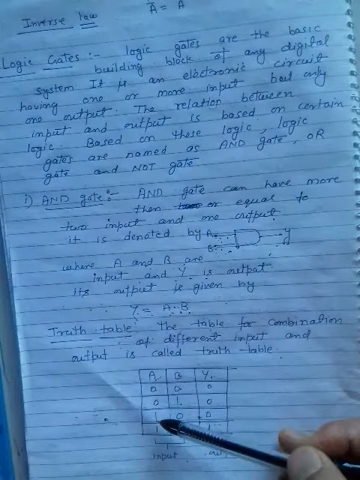 Inverse law Ā = A
Logic Gates :- logic gates are the basic
building block of any digital
system It is an electronic circuit
having one or more input but only
one output. The relation between
input and output is based on certain
logic. Based on these logic, logic
gates are named as AND gate, OR
gate and NOT gate
i) AND gate :- AND gate can have more
then or equal to
two input and one output.
it is denoted by A B Y
where A and B are
input and Y is output
Its output is given by
Y = A.B
Truth table The table for combination
of different input and
output is called truth table.
A B Y
0 0 0
0 1 0
1 0 0
input